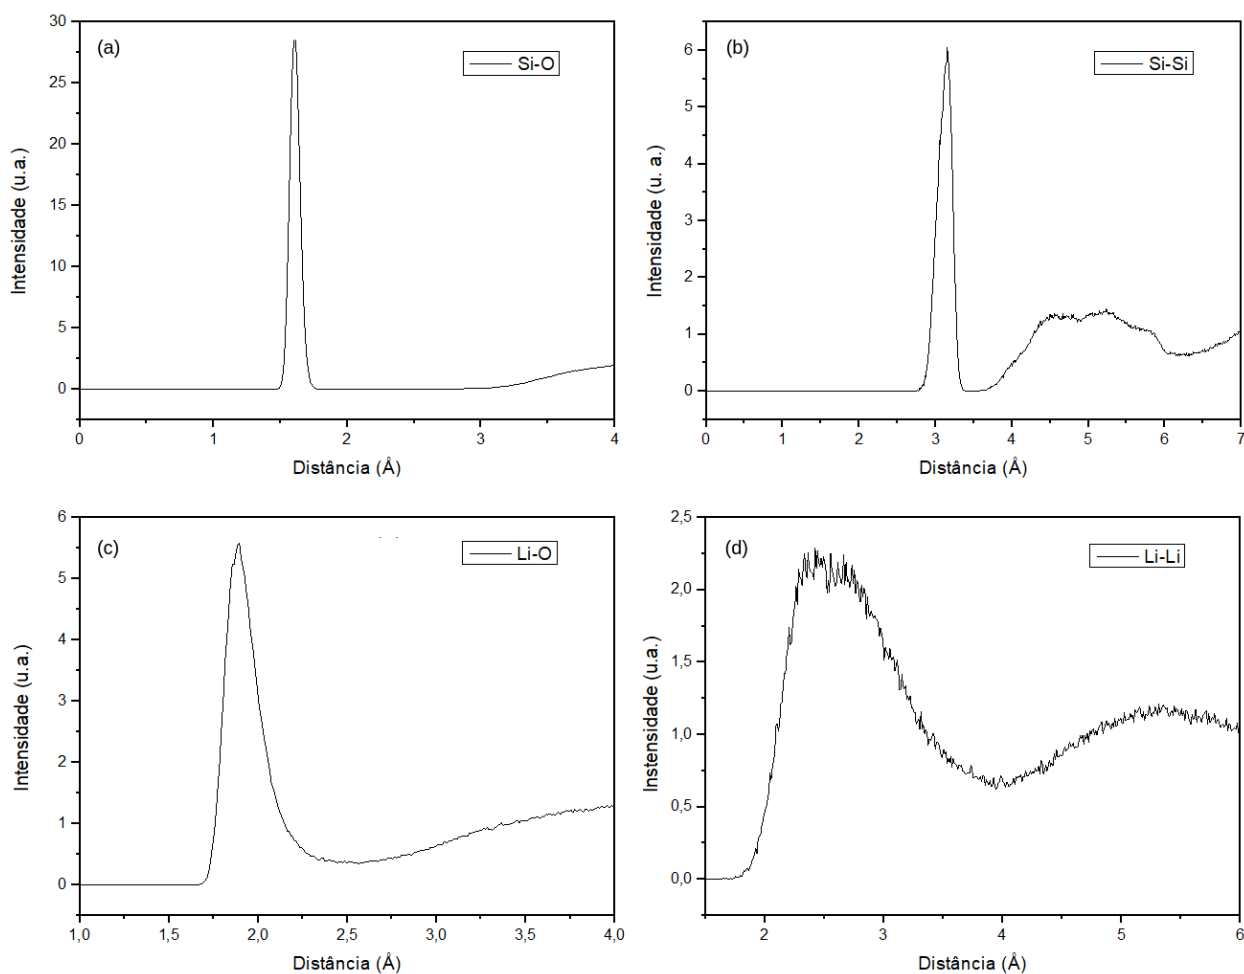 (a)
Si-O
Intensidade (u.a.)
30
25
20
15
10
5
0
0 1 2 3 4
Distância (Å)
(b)
Si-Si
Intensidade (u. a.)
6
5
4
3
2
1
0
0 1 2 3 4 5 6 7
Distância (Å)
(c)
Li-O
Intensidade (u.a.)
6
5
4
3
2
1
0
1,0 1,5 2,0 2,5 3,0 3,5 4,0
Distância (Å)
(d)
Li-Li
Instensidade (u.a.)
2,5
2,0
1,5
1,0
0,5
0,0
2 3 4 5 6
Distância (Å)